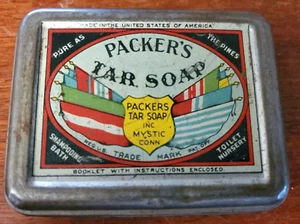 MADE IN THE UNITED STATES OF AMERICA
PURE AS
THE PINES
PACKER'S
TAR SOAP
PACKERS
TAR SOAP
INC
MYSTIC
CONN
TRADE MARK
SHAMPOOING
BATH
TOILET
NURSERY
BOOKLET WITH INSTRUCTIONS ENCLOSED